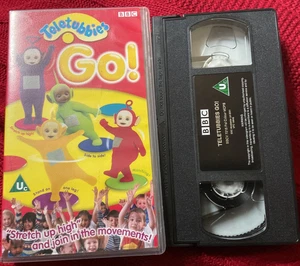 BBC
Teletubbies
Go!
U
"Stretch up high"
and join in the movements!
U
BBC
TELETUBBIES GO!